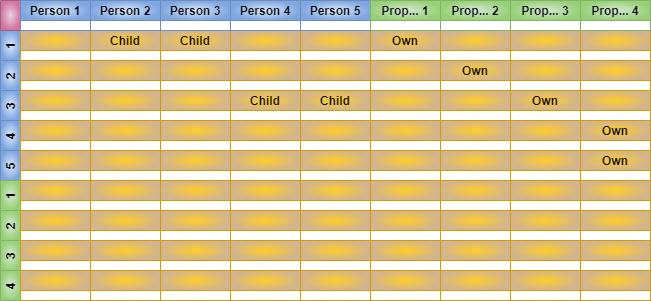 Person 1 Person 2 Person 3 Person 4 Person 5 Prop... 1 Prop... 2 Prop... 3 Prop... 4
1 Child Child Own
2 Own
3 Child Child Own
4 Own
5 Own
1
2
3
4